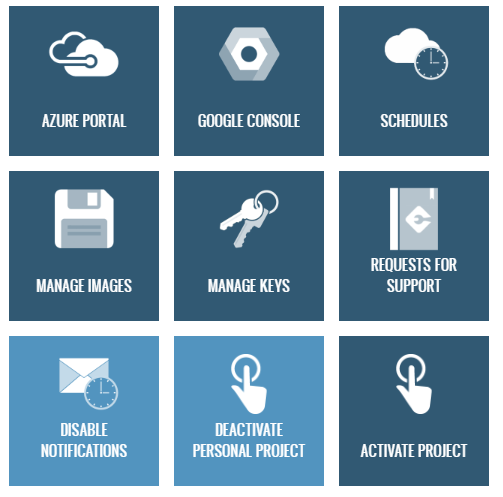 AZURE PORTAL
GOOGLE CONSOLE
SCHEDULES
MANAGE IMAGES
MANAGE KEYS
REQUESTS FOR
SUPPORT
DISABLE
NOTIFICATIONS
DEACTIVATE
PERSONAL PROJECT
ACTIVATE PROJECT